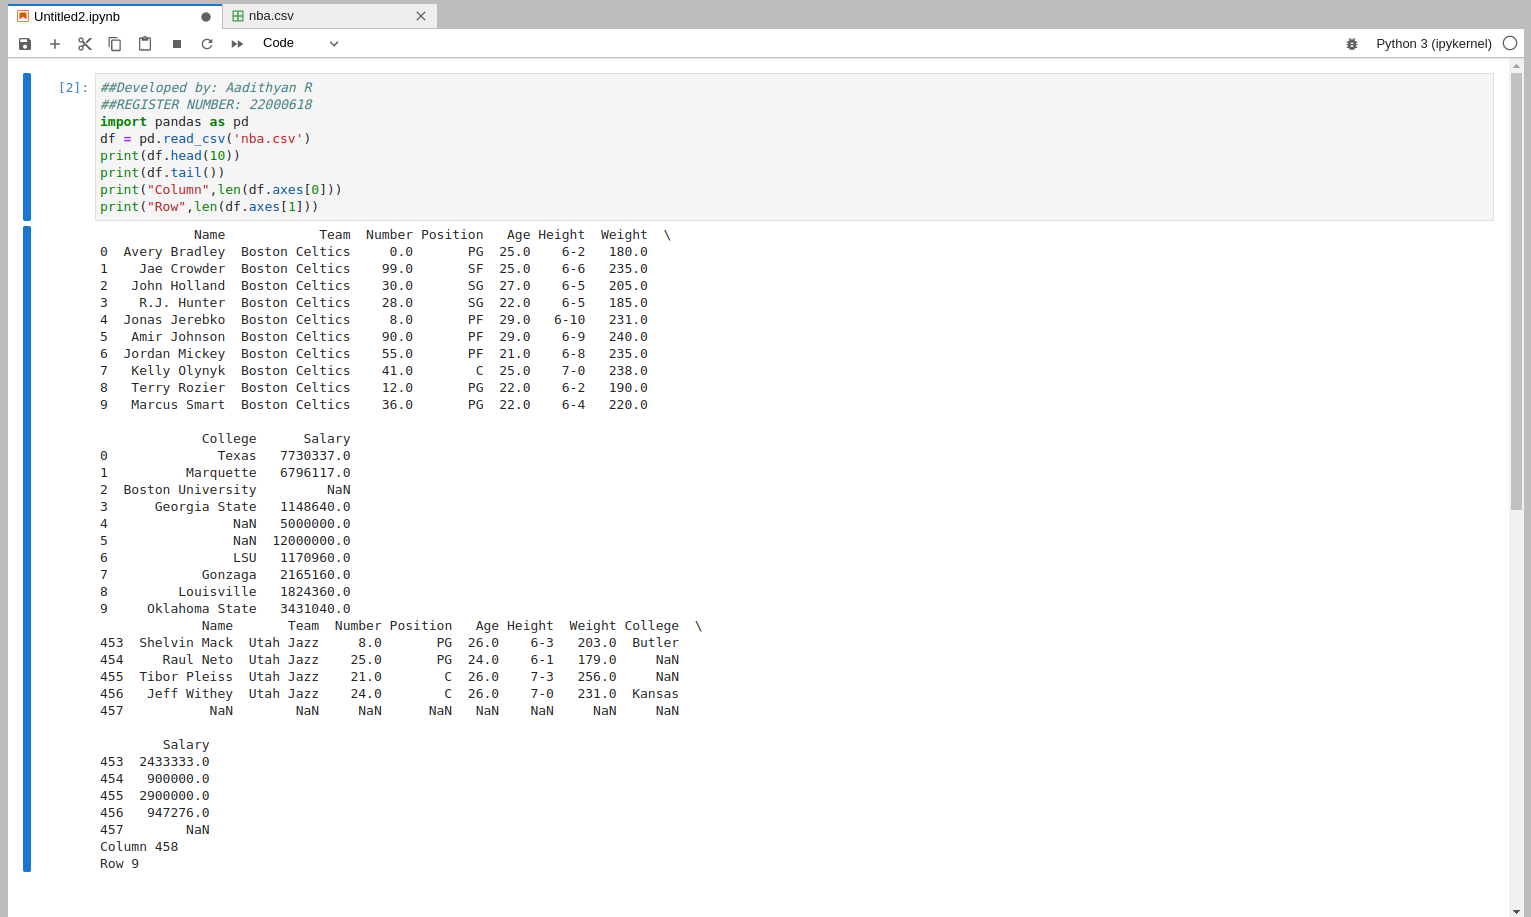 Untitled2.ipynb
nba.csv
Code
Python 3 (ipykernel)
[2]:
##Developed by: Aadithyan R
##REGISTER NUMBER: 22000618
import pandas as pd
df = pd.read_csv('nba.csv')
print(df.head(10))
print(df.tail())
print("Column",len(df.axes[0]))
print("Row",len(df.axes[1]))
            Name            Team  Number Position   Age Height  Weight  \
0  Avery Bradley  Boston Celtics     0.0       PG  25.0    6-2   180.0
1    Jae Crowder  Boston Celtics    99.0       SF  25.0    6-6   235.0
2   John Holland  Boston Celtics    30.0       SG  27.0    6-5   205.0
3    R.J. Hunter  Boston Celtics    28.0       SG  22.0    6-5   185.0
4  Jonas Jerebko  Boston Celtics     8.0       PF  29.0   6-10   231.0
5   Amir Johnson  Boston Celtics    90.0       PF  29.0    6-9   240.0
6  Jordan Mickey  Boston Celtics    55.0       PF  21.0    6-8   235.0
7   Kelly Olynyk  Boston Celtics    41.0        C  25.0    7-0   238.0
8   Terry Rozier  Boston Celtics    12.0       PG  22.0    6-2   190.0
9   Marcus Smart  Boston Celtics    36.0       PG  22.0    6-4   220.0
             College      Salary
0              Texas   7730337.0
1          Marquette   6796117.0
2  Boston University         NaN
3      Georgia State   1148640.0
4                NaN   5000000.0
5                NaN  12000000.0
6                LSU   1170960.0
7            Gonzaga   2165160.0
8         Louisville   1824360.0
9     Oklahoma State   3431040.0
             Name       Team  Number Position   Age Height  Weight College  \
453  Shelvin Mack  Utah Jazz     8.0       PG  26.0    6-3   203.0  Butler
454     Raul Neto  Utah Jazz    25.0       PG  24.0    6-1   179.0     NaN
455  Tibor Pleiss  Utah Jazz    21.0        C  26.0    7-3   256.0     NaN
456   Jeff Withey  Utah Jazz    24.0        C  26.0    7-0   231.0  Kansas
457           NaN        NaN     NaN      NaN   NaN    NaN     NaN     NaN
        Salary
453  2433333.0
454   900000.0
455  2900000.0
456   947276.0
457        NaN
Column 458
Row 9